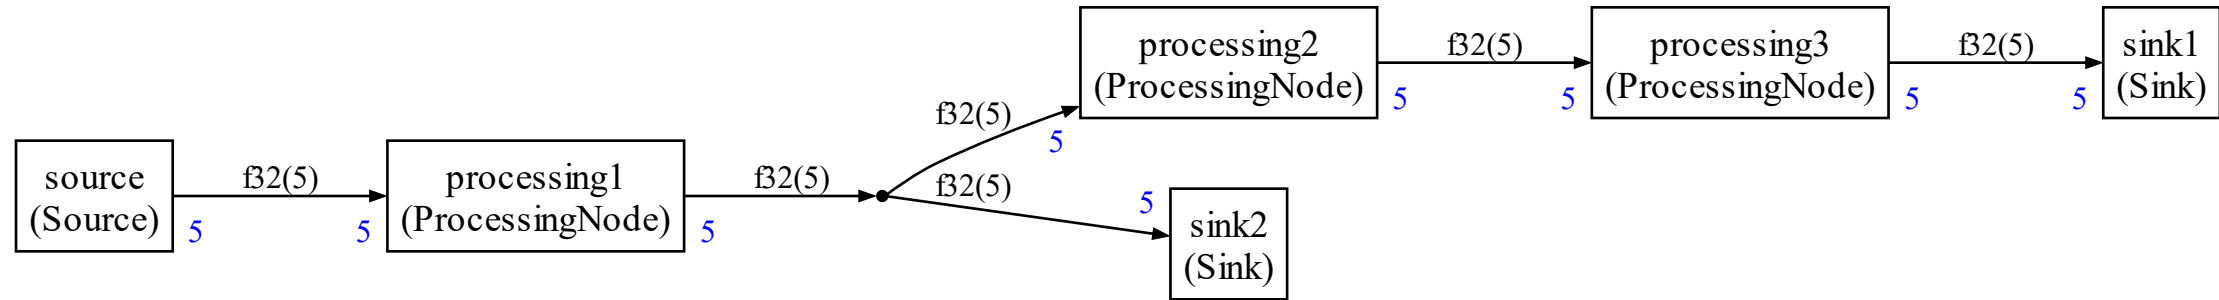 processing2
(ProcessingNode)
f32(5)
5
5
processing3
(ProcessingNode)
f32(5)
5
5
sink1
(Sink)
f32(5)
5
source
(Source)
f32(5)
5
5
processing1
(ProcessingNode)
f32(5)
5
f32(5)
5
sink2
(Sink)